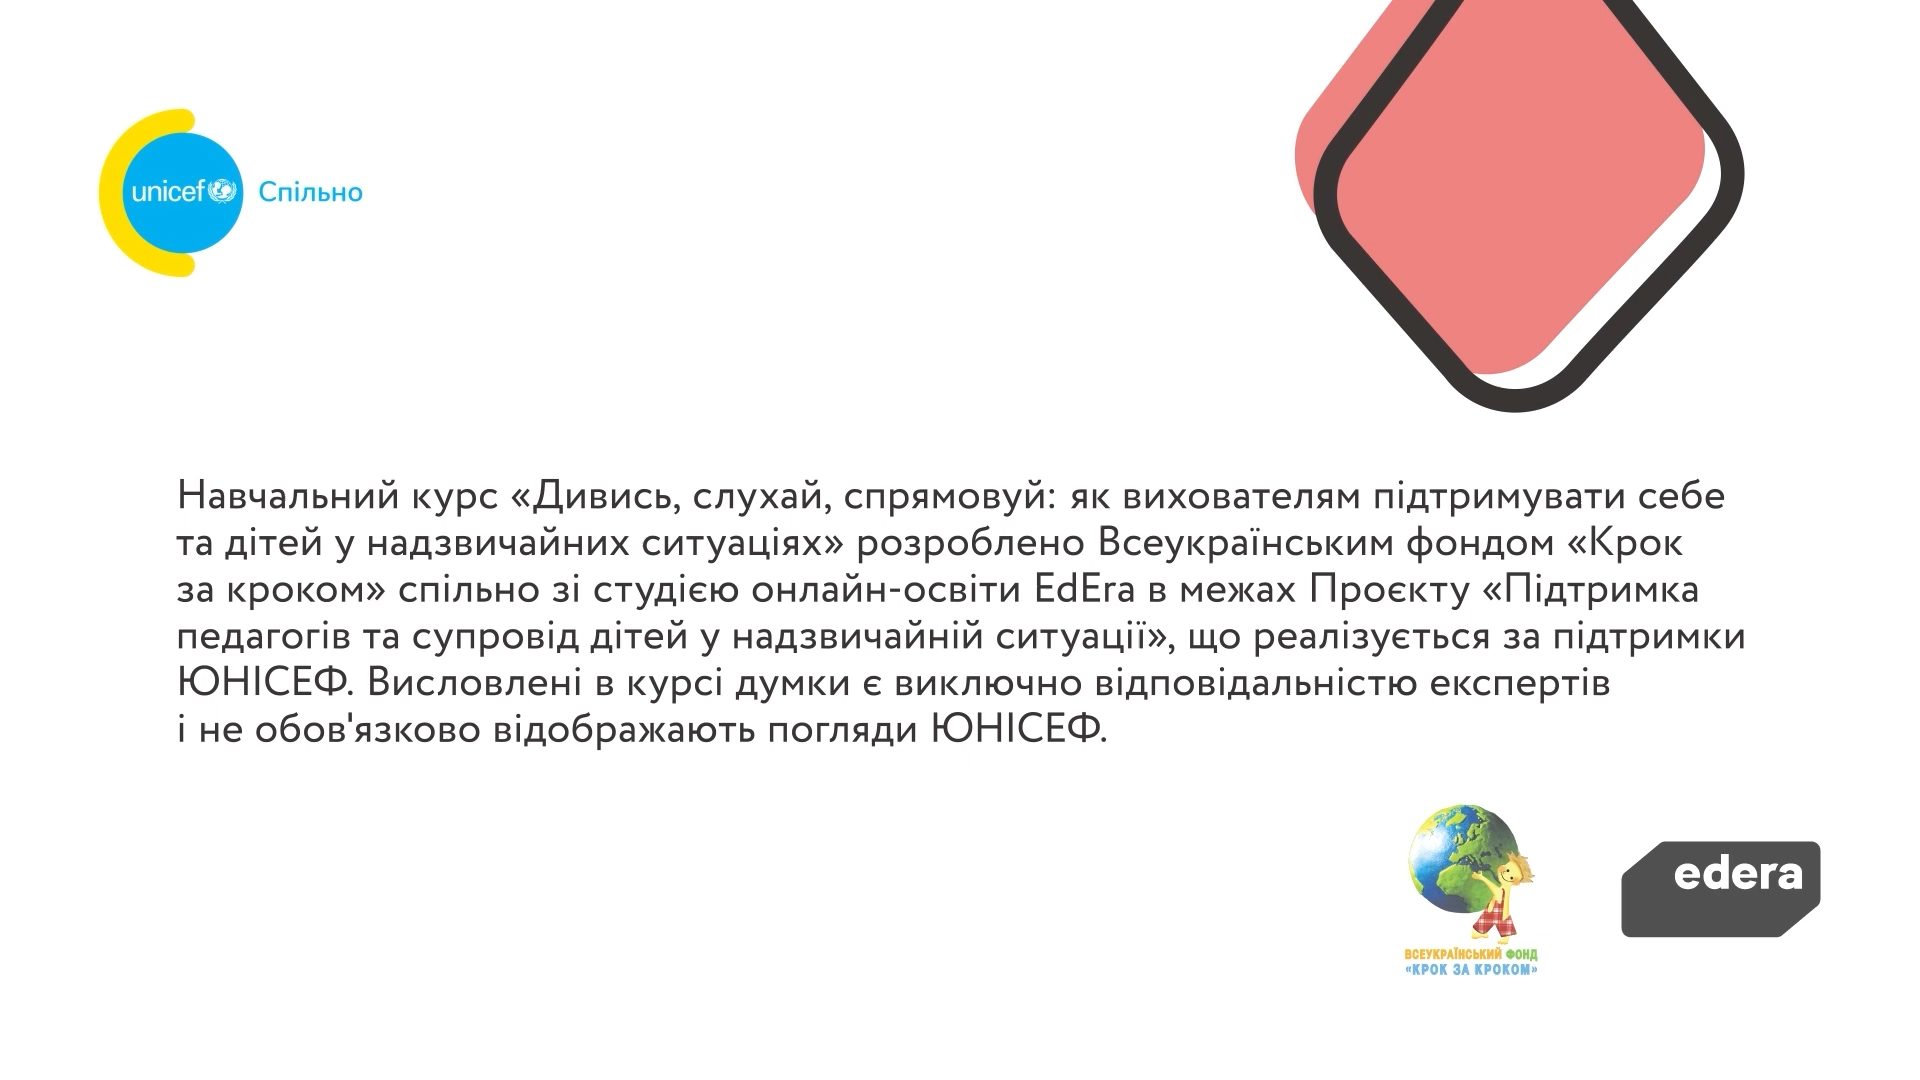 unicef
Спільно
Навчальний курс «Дивись, слухай, спрямовуй: як вихователям підтримувати себе
та дітей у надзвичайних ситуаціях» розроблено Всеукраїнським фондом «Крок
за кроком» спільно зі студією онлайн-освіти EdEra в межах Проєкту «Підтримка
педагогів та супровід дітей у надзвичайній ситуації», що реалізується за підтримки
ЮНІСЕФ. Висловлені в курсі думки є виключно відповідальністю експертів
і не обов'язково відображають погляди ЮНІСЕФ.
ВСЕУКРАЇНСЬКИЙ ФОНД
«КРОК ЗА КРОКОМ»
edera